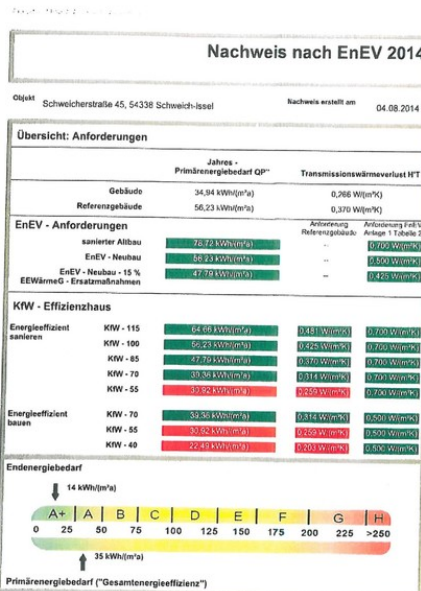 Nachweis nach EnEV 2014
Objekt Schweicherstraße 45, 54338 Schweich-Issel Nachweis erstellt am 04.08.2014
Übersicht: Anforderungen
Jahres -
Primärenergiebedarf QP" Transmissionswärmeverlust H'T
Gebäude 34,94 kWh/(m²a) 0,266 W/(m²K)
Referenzgebäude 56,23 kWh/(m²a) 0,370 W/(m²K)
EnEV - Anforderungen Anforderung Referenzgebäude Anforderung EnEV Anlage 1 Tabelle 2
sanierter Altbau 78,72 kWh/(m²a) -- 0,700 W/(m²K)
EnEV - Neubau 56,23 kWh/(m²a) -- 0,500 W/(m²K)
EnEV - Neubau - 15 %
EEWärmeG - Ersatzmaßnahmen 47,79 kWh/(m²a) -- 0,425 W/(m²K)
KfW - Effizienzhaus
Energieeffizient sanieren KfW - 115 64,66 kWh/(m²a) 0,481 W/(m²K) 0,700 W/(m²K)
KfW - 100 56,23 kWh/(m²a) 0,425 W/(m²K) 0,700 W/(m²K)
KfW - 85 47,79 kWh/(m²a) 0,370 W/(m²K) 0,700 W/(m²K)
KfW - 70 39,36 kWh/(m²a) 0,314 W/(m²K) 0,700 W/(m²K)
KfW - 55 30,92 kWh/(m²a) 0,259 W/(m²K) 0,700 W/(m²K)
Energieeffizient bauen KfW - 70 39,36 kWh/(m²a) 0,314 W/(m²K) 0,500 W/(m²K)
KfW - 55 30,92 kWh/(m²a) 0,259 W/(m²K) 0,500 W/(m²K)
KfW - 40 22,49 kWh/(m²a) 0,203 W/(m²K) 0,500 W/(m²K)
Endenergiebedarf
14 kWh/(m²a)
A+ A B C D E F G H
0 25 50 75 100 125 150 175 200 225 >250
35 kWh/(m²a)
Primärenergiebedarf ("Gesamtenergieeffizienz")